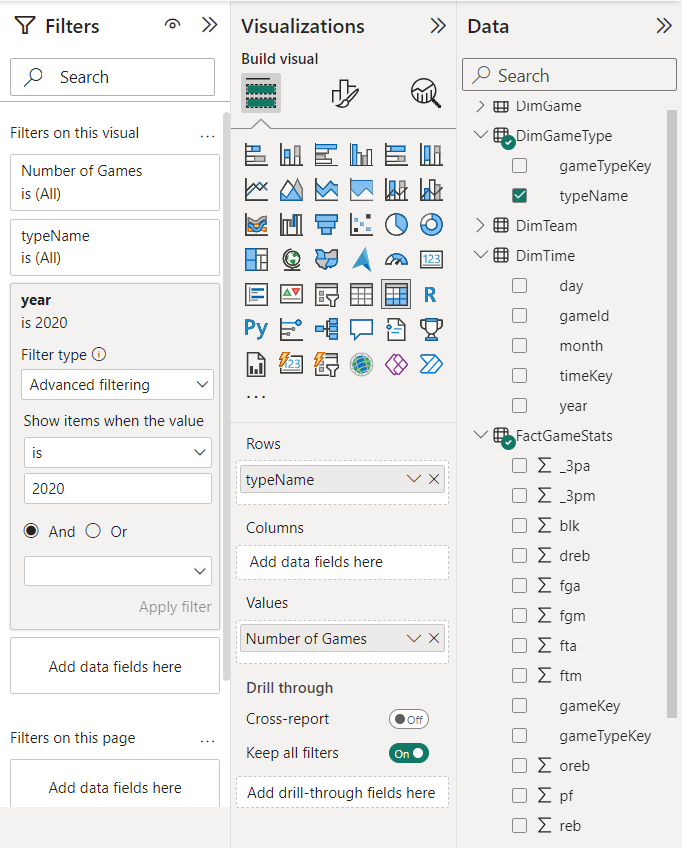 Filters
Search
Filters on this visual
...
Number of Games
is (All)
typeName
is (All)
year
is 2020
Filter type
Advanced filtering
Show items when the value
is
2020
And
Or
Apply filter
Add data fields here
Filters on this page
...
Add data fields here
Visualizations
Build visual
123
R
Py
123
...
Rows
typeName
Columns
Add data fields here
Values
Number of Games
Drill through
Cross-report
Off
Keep all filters
On
Add drill-through fields here
Data
Search
DimGame
DimGameType
gameTypeKey
typeName
DimTeam
DimTime
day
gameId
month
timeKey
year
FactGameStats
∑ _3pa
∑ _3pm
∑ blk
∑ dreb
∑ fga
∑ fgm
∑ fta
∑ ftm
gameKey
gameTypeKey
∑ oreb
∑ pf
∑ reb